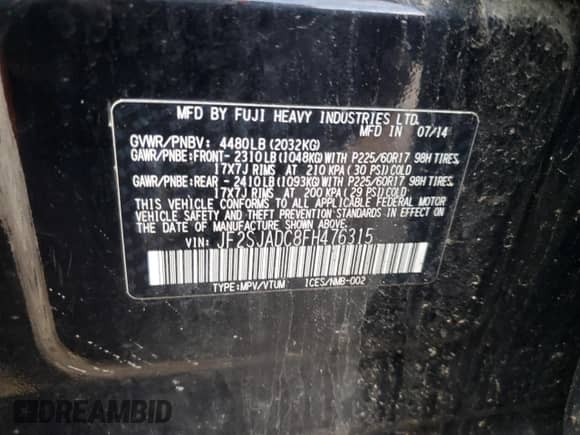 MFD BY FUJI HEAVY INDUSTRIES LTD.
MFD IN 07/14
GVWR/PNBV: 4480LB (2032KG)
GAWR/PNBE: FRONT- 2310LB (1048KG) WITH P225/60R17 98H TIRES,
17X7J RIMS AT 210 KPA (30 PSI) COLD
GAWR/PNBE: REAR - 2410LB (1093KG) WITH P225/60R17 98H TIRES,
17X7J RIMS AT 200 KPA (29 PSI) COLD
THIS VEHICLE CONFORMS TO ALL APPLICABLE FEDERAL MOTOR
VEHICLE SAFETY AND THEFT PREVENTION STANDARDS IN EFFECT ON
THE DATE OF MANUFACTURE SHOWN ABOVE.
VIN: JF2SJADC8FH476315
TYPE:MPV/VTUM ICES/NMB-002
DREAMBID